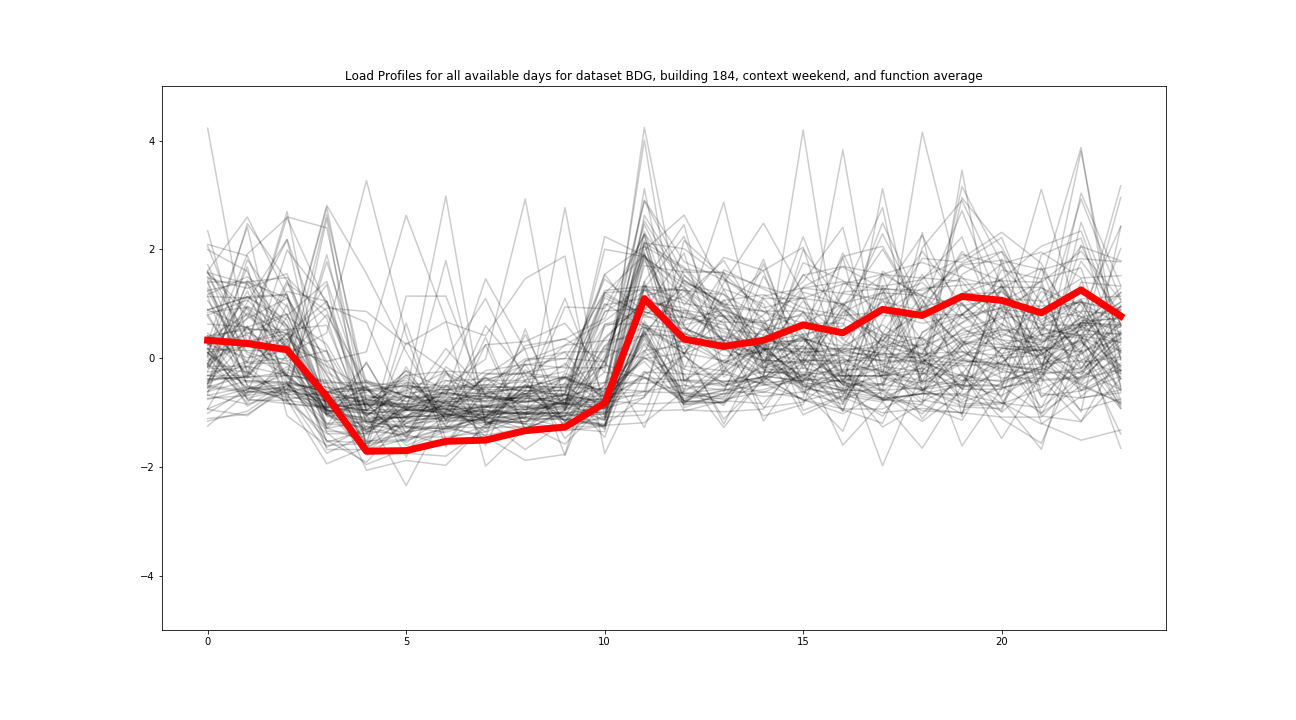 Load Profiles for all available days for dataset BDG, building 184, context weekend, and function average
4
2
0
−2
−4
0 5 10 15 20